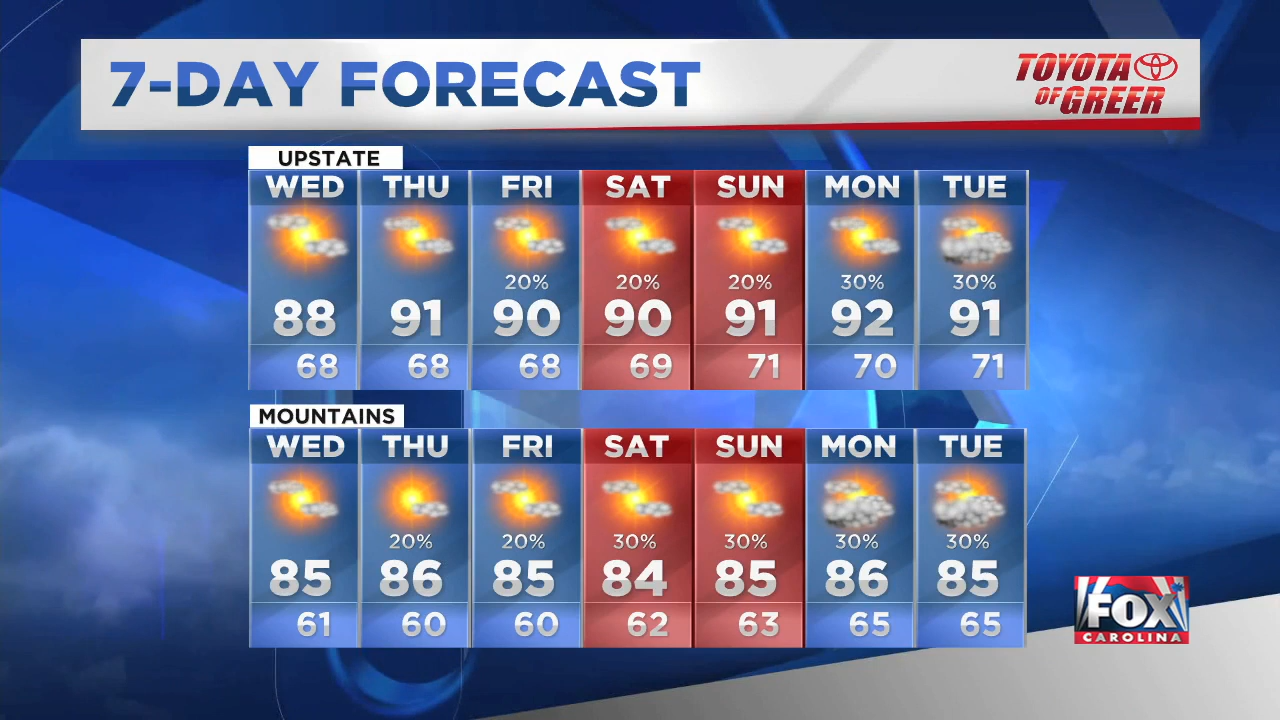 7-DAY FORECAST
TOYOTA
OF GREER
UPSTATE
WED THU FRI SAT SUN MON TUE
20% 20% 20% 30% 30%
88 91 90 90 91 92 91
68 68 68 69 71 70 71
MOUNTAINS
WED THU FRI SAT SUN MON TUE
20% 20% 30% 30% 30% 30%
85 86 85 84 85 86 85
61 60 60 62 63 65 65
FOX
CAROLINA